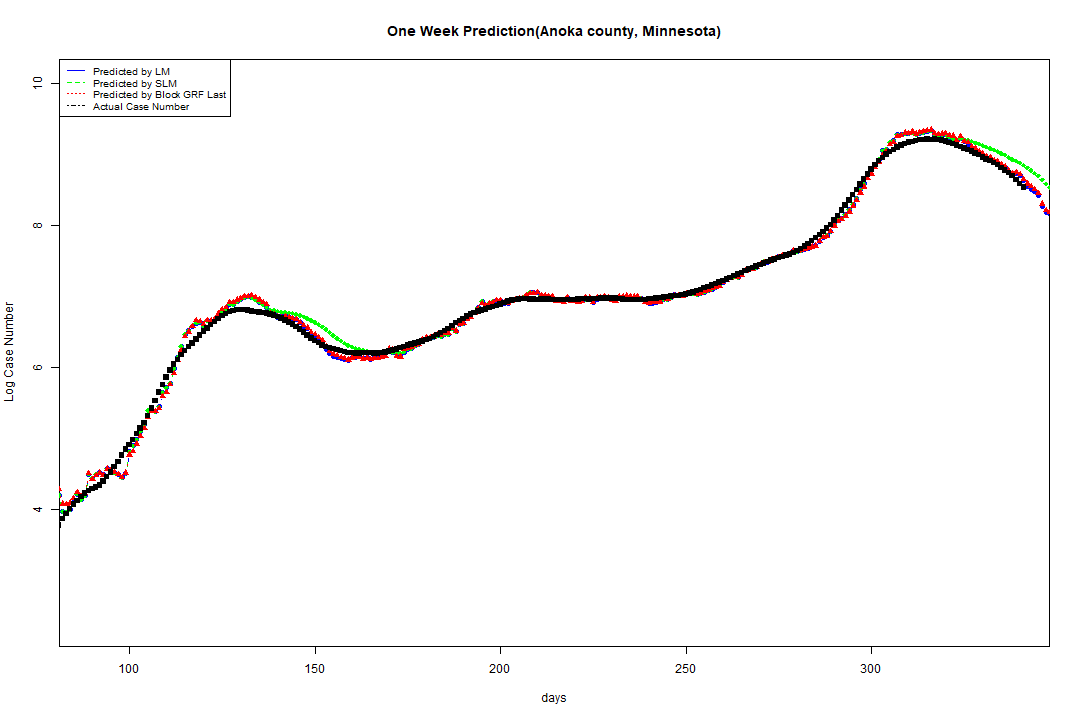 One Week Prediction(Anoka county, Minnesota)
Predicted by LM
Predicted by SLM
Predicted by Block GRF Last
Actual Case Number
10
8
6
4
Log Case Number
100 150 200 250 300
days